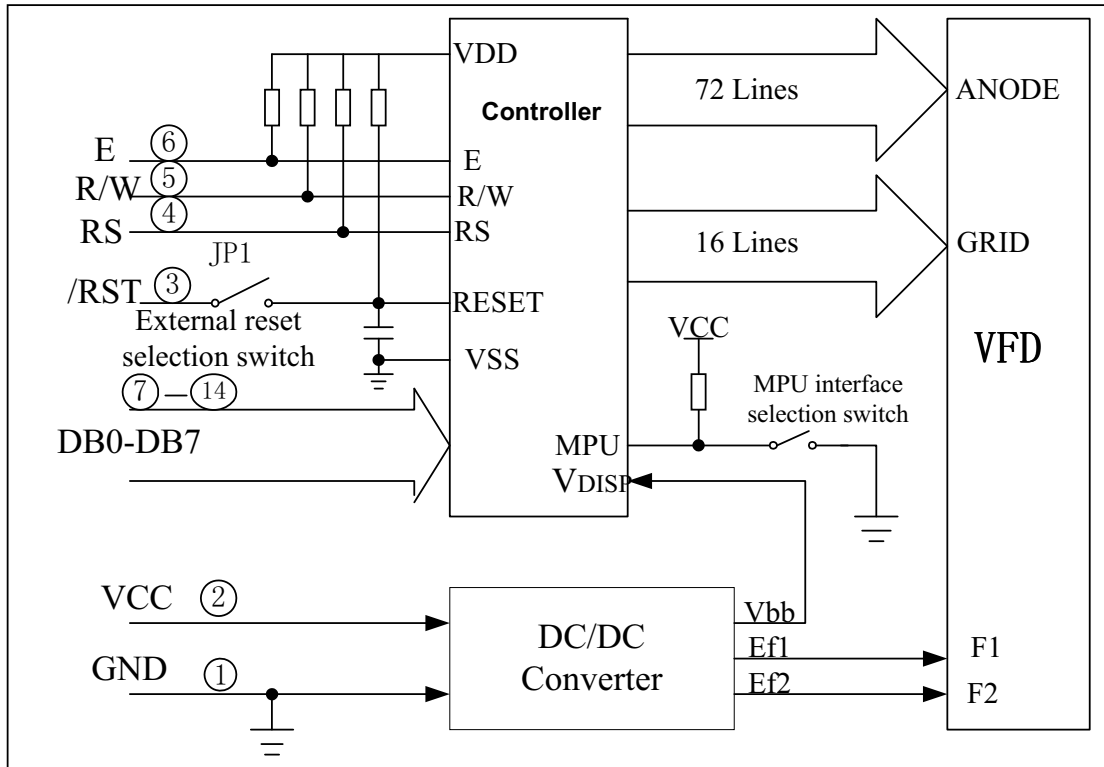 VDD
Controller
72 Lines
ANODE
E
⑥
E
R/W
⑤
R/W
RS
④
RS
16 Lines
GRID
JP1
/RST
③
RESET
External reset
selection switch
VSS
VCC
VFD
⑦—⑭
DB0-DB7
MPU interface
selection switch
MPU
VDISP
VCC
②
DC/DC
Converter
Vbb
Ef1
F1
GND
①
Ef2
F2